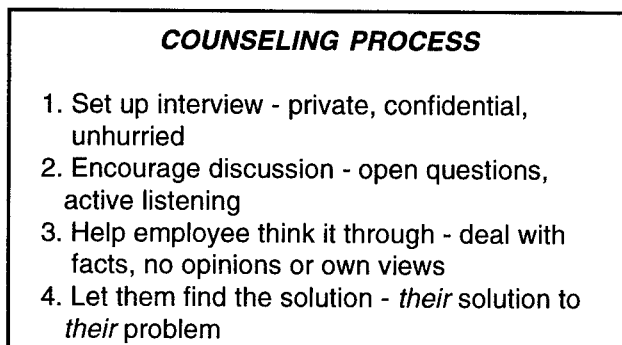 COUNSELING PROCESS
1. Set up interview - private, confidential,
unhurried
2. Encourage discussion - open questions,
active listening
3. Help employee think it through - deal with
facts, no opinions or own views
4. Let them find the solution - their solution to
their problem